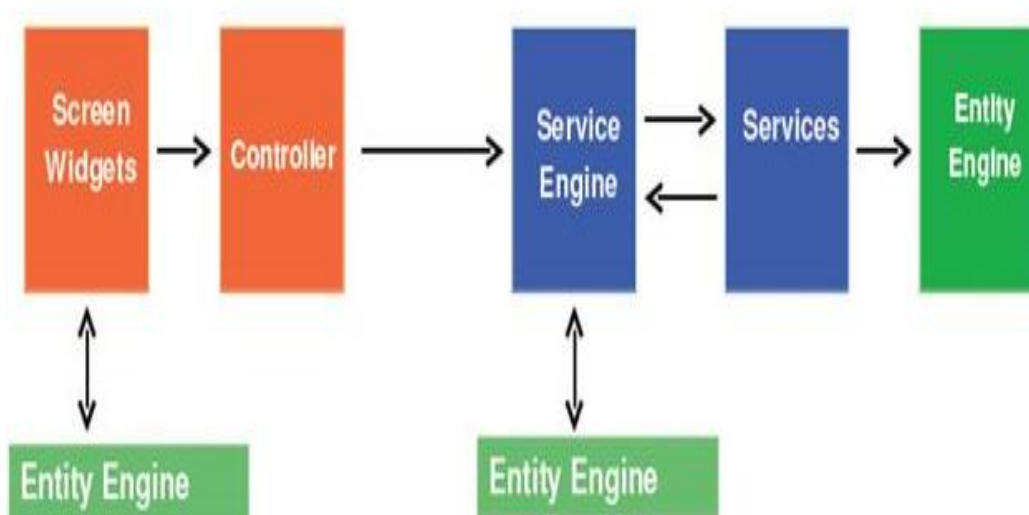 Screen
Widgets
Controller
Service
Engine
Services
Entity
Engine
Entity Engine
Entity Engine